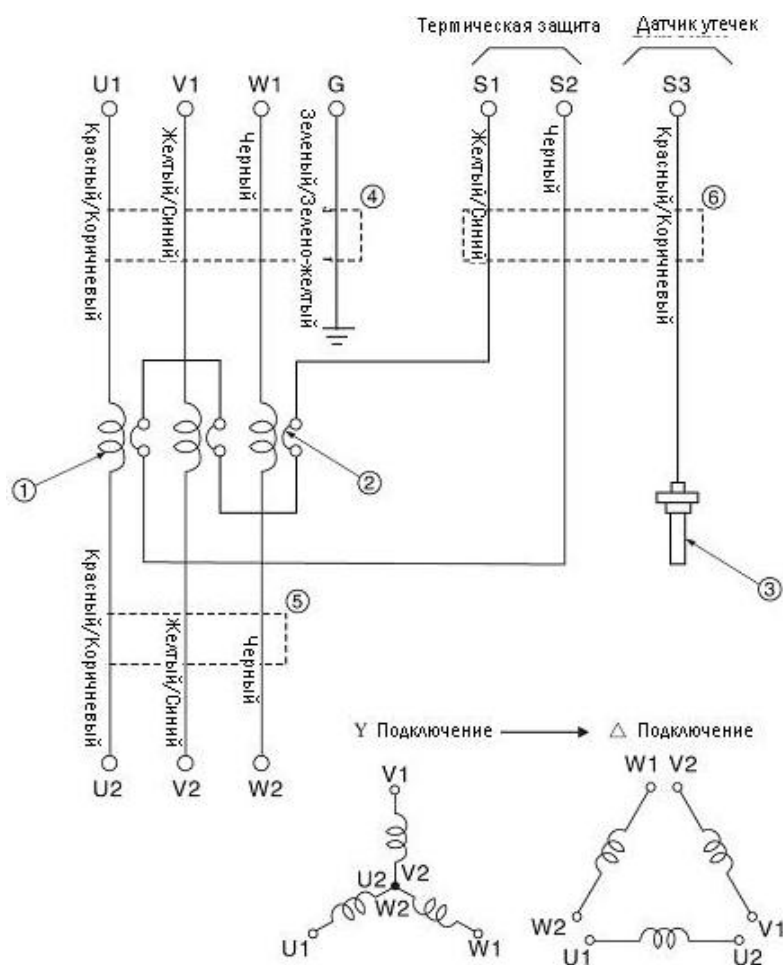 Термическая защита
Датчик утечек
U1
V1
W1
G
S1
S2
S3
Красный/Коричневый
Желтый/Синий
Черный
Зеленый/Зелено-желтый
Желтый/Синий
Черный
Красный/Коричневый
4
6
1
2
3
5
Красный/Коричневый
Желтый/Синий
Черный
U2
V2
W2
Y Подключение
△ Подключение
V1
U2
V2
W2
U1
W1
W1
V2
W2
V1
U1
U2